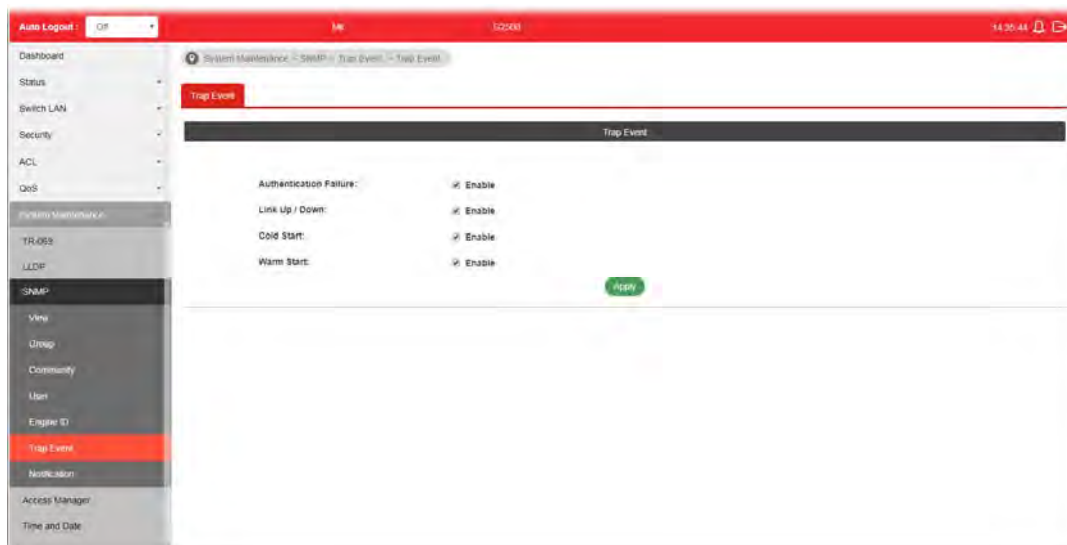 Auto Logout : Off
14:35:44
Dashboard
System Maintenance > SNMP > Trap Event > Trap Event
Status
Switch LAN
Trap Event
Security
Trap Event
ACL
QoS
Authentication Failure: Enable
Link Up / Down: Enable
Cold Start: Enable
Warm Start: Enable
Apply
System Maintenance
TR-069
LLDP
SNMP
View
Group
Community
User
Engine ID
Trap Event
Notification
Access Manager
Time and Date